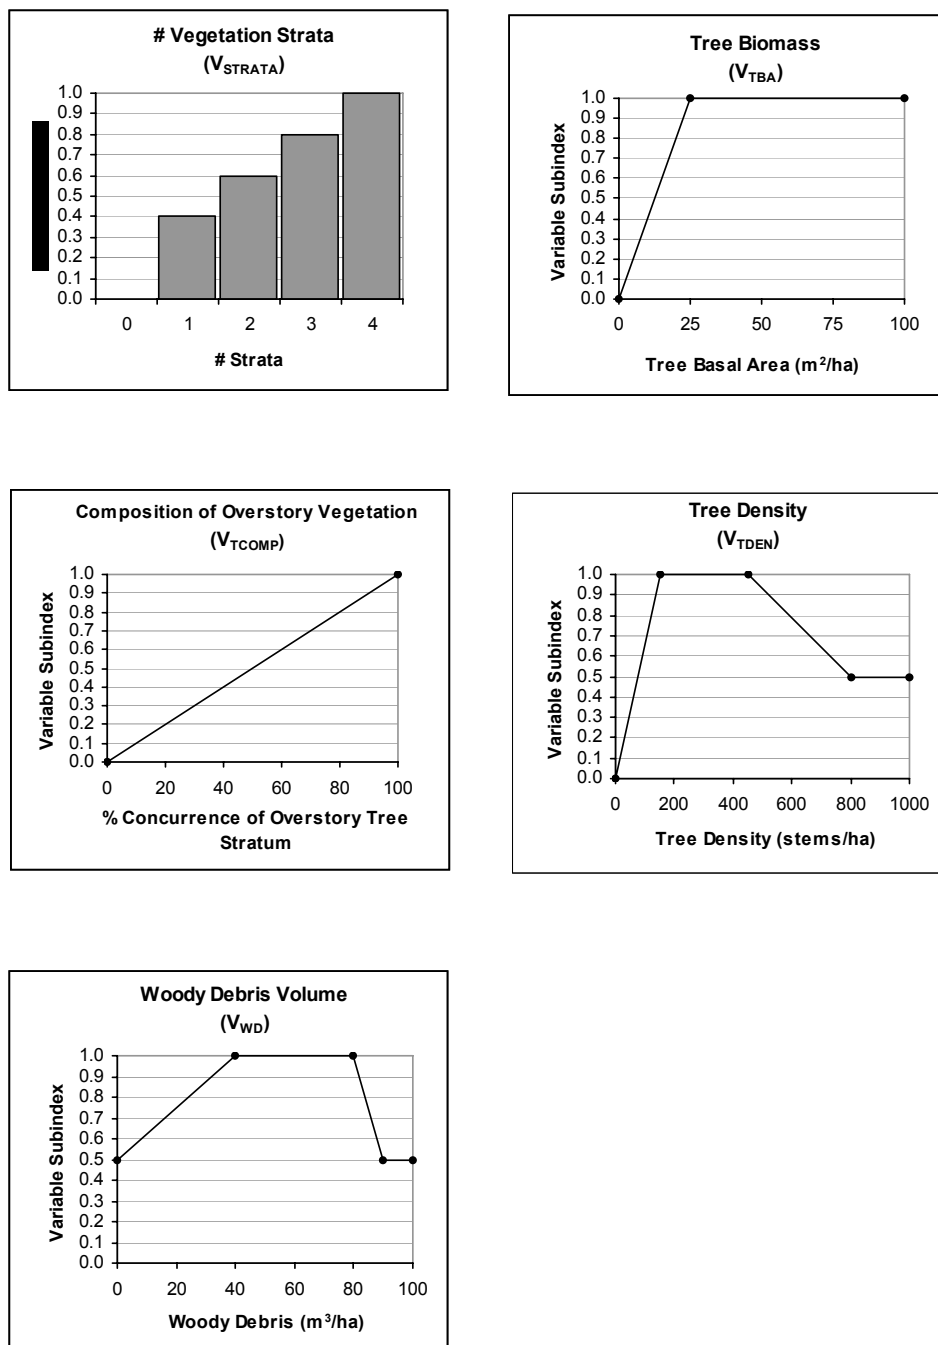 # Vegetation Strata
(V_STRATA)
1.0
0.9
0.8
0.7
0.6
0.5
0.4
0.3
0.2
0.1
0.0
0 1 2 3 4
# Strata
Tree Biomass
(V_TBA)
Variable Subindex
1.0
0.9
0.8
0.7
0.6
0.5
0.4
0.3
0.2
0.1
0.0
0 25 50 75 100
Tree Basal Area (m²/ha)
Composition of Overstory Vegetation
(V_TCOMP)
Variable Subindex
1.0
0.9
0.8
0.7
0.6
0.5
0.4
0.3
0.2
0.1
0.0
0 20 40 60 80 100
% Concurrence of Overstory Tree
Stratum
Tree Density
(V_TDEN)
Variable Subindex
1.0
0.9
0.8
0.7
0.6
0.5
0.4
0.3
0.2
0.1
0.0
0 200 400 600 800 1000
Tree Density (stems/ha)
Woody Debris Volume
(V_WD)
Variable Subindex
1.0
0.9
0.8
0.7
0.6
0.5
0.4
0.3
0.2
0.1
0.0
0 20 40 60 80 100
Woody Debris (m³/ha)